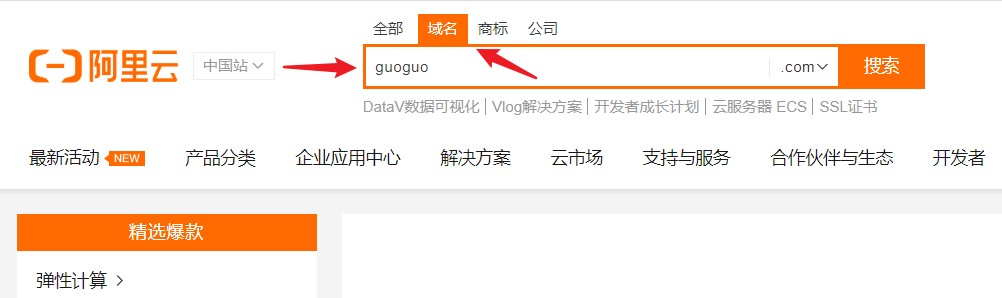 全部 域名 商标 公司
阿里云 中国站 guoguo .com 搜索
DataV数据可视化 | Vlog解决方案 | 开发者成长计划 | 云服务器 ECS | SSL证书
最新活动 NEW 产品分类 企业应用中心 解决方案 云市场 支持与服务 合作伙伴与生态 开发者
精选爆款
弹性计算 >